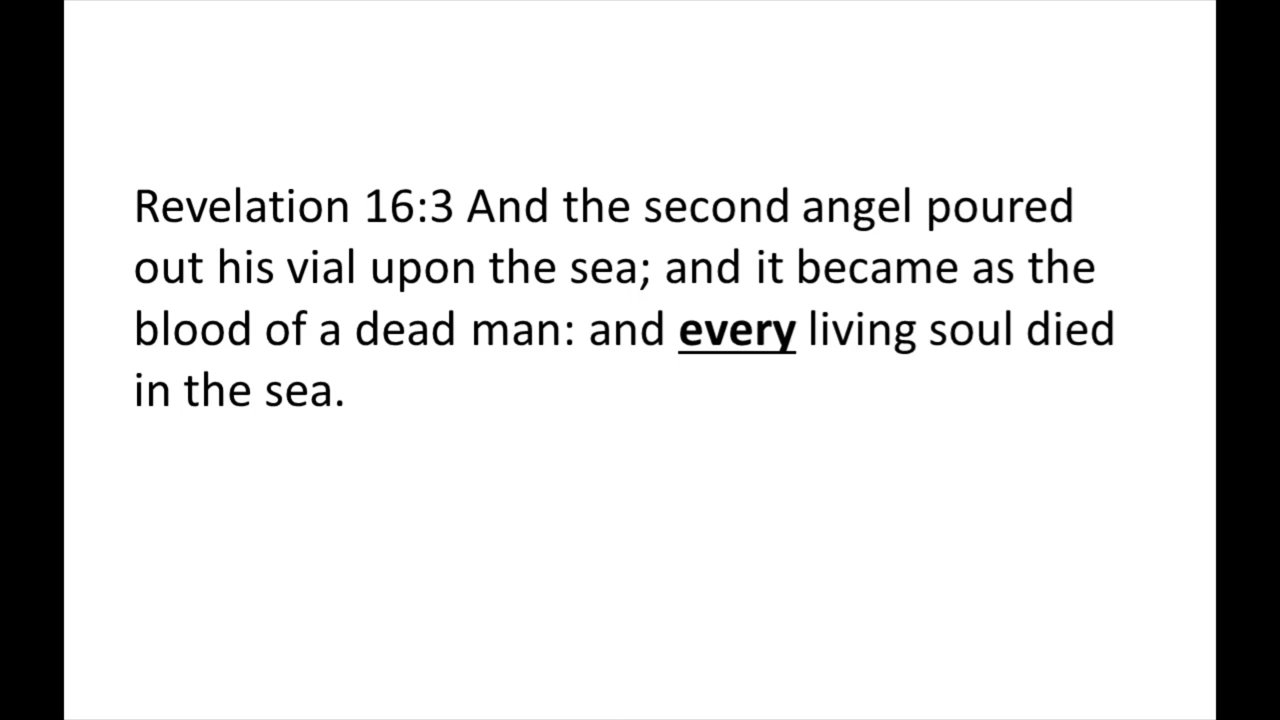 Revelation 16:3 And the second angel poured
out his vial upon the sea; and it became as the
blood of a dead man: and every living soul died
in the sea.